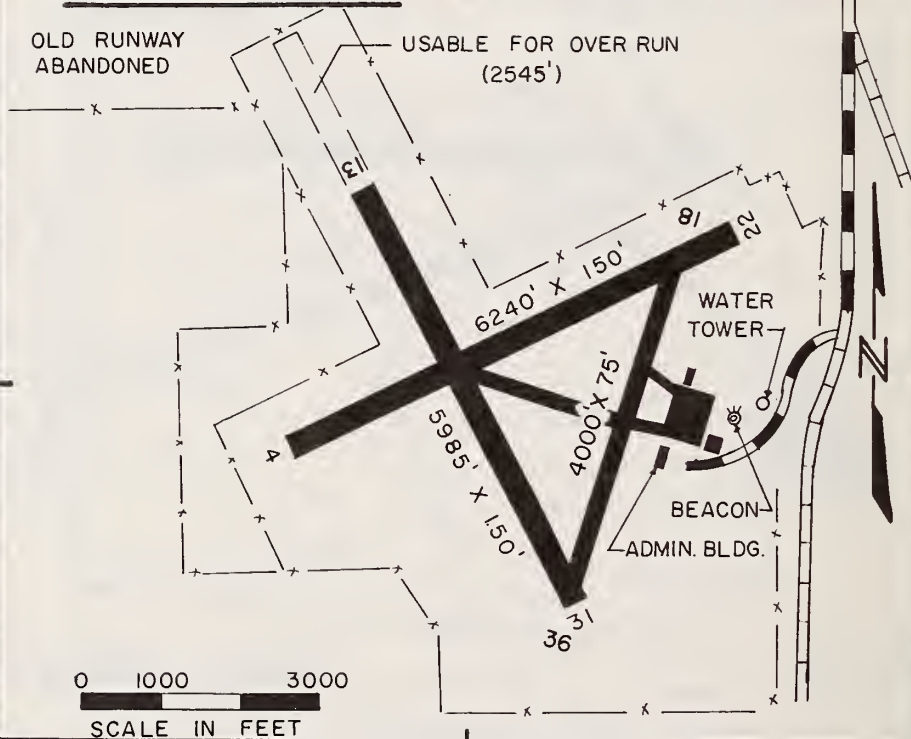 OLD RUNWAY
ABANDONED
USABLE FOR OVER RUN
(2545')
13
18
22
6240' X 150'
WATER
TOWER
4000' X 75'
5985' X 150'
4
N
BEACON
ADMIN. BLDG.
31
36
0 1000 3000
SCALE IN FEET